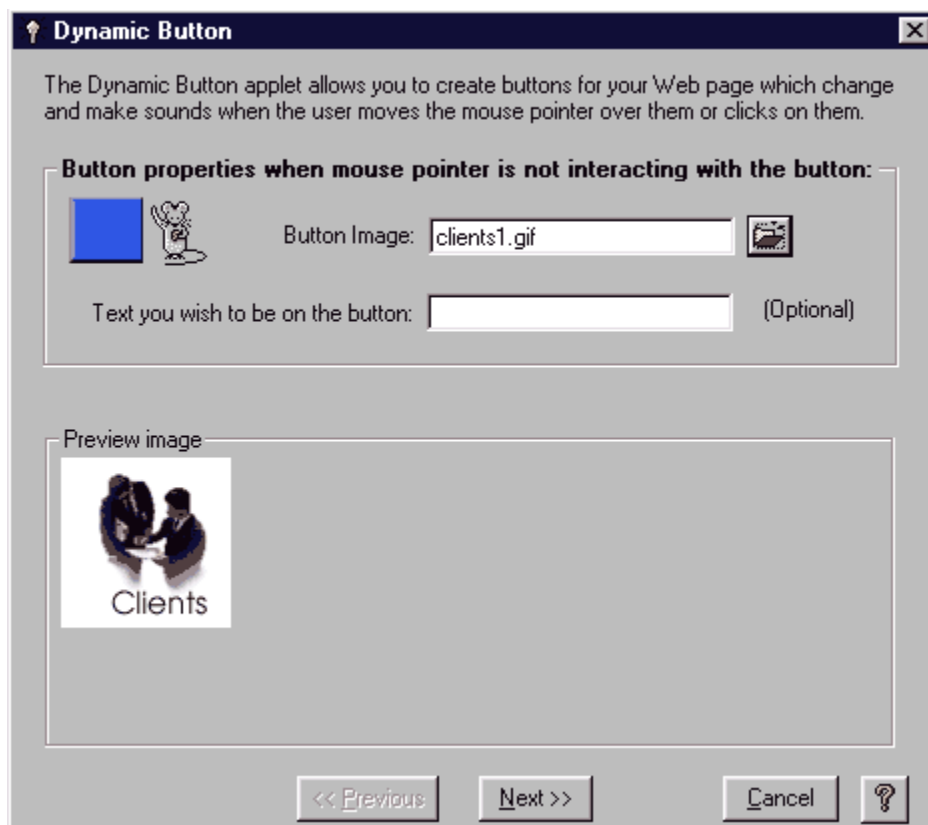 Dynamic Button
The Dynamic Button applet allows you to create buttons for your Web page which change
and make sounds when the user moves the mouse pointer over them or clicks on them.
Button properties when mouse pointer is not interacting with the button:
Button Image: clients1.gif
Text you wish to be on the button: (Optional)
Preview image
Clients
<< Previous Next >> Cancel ?